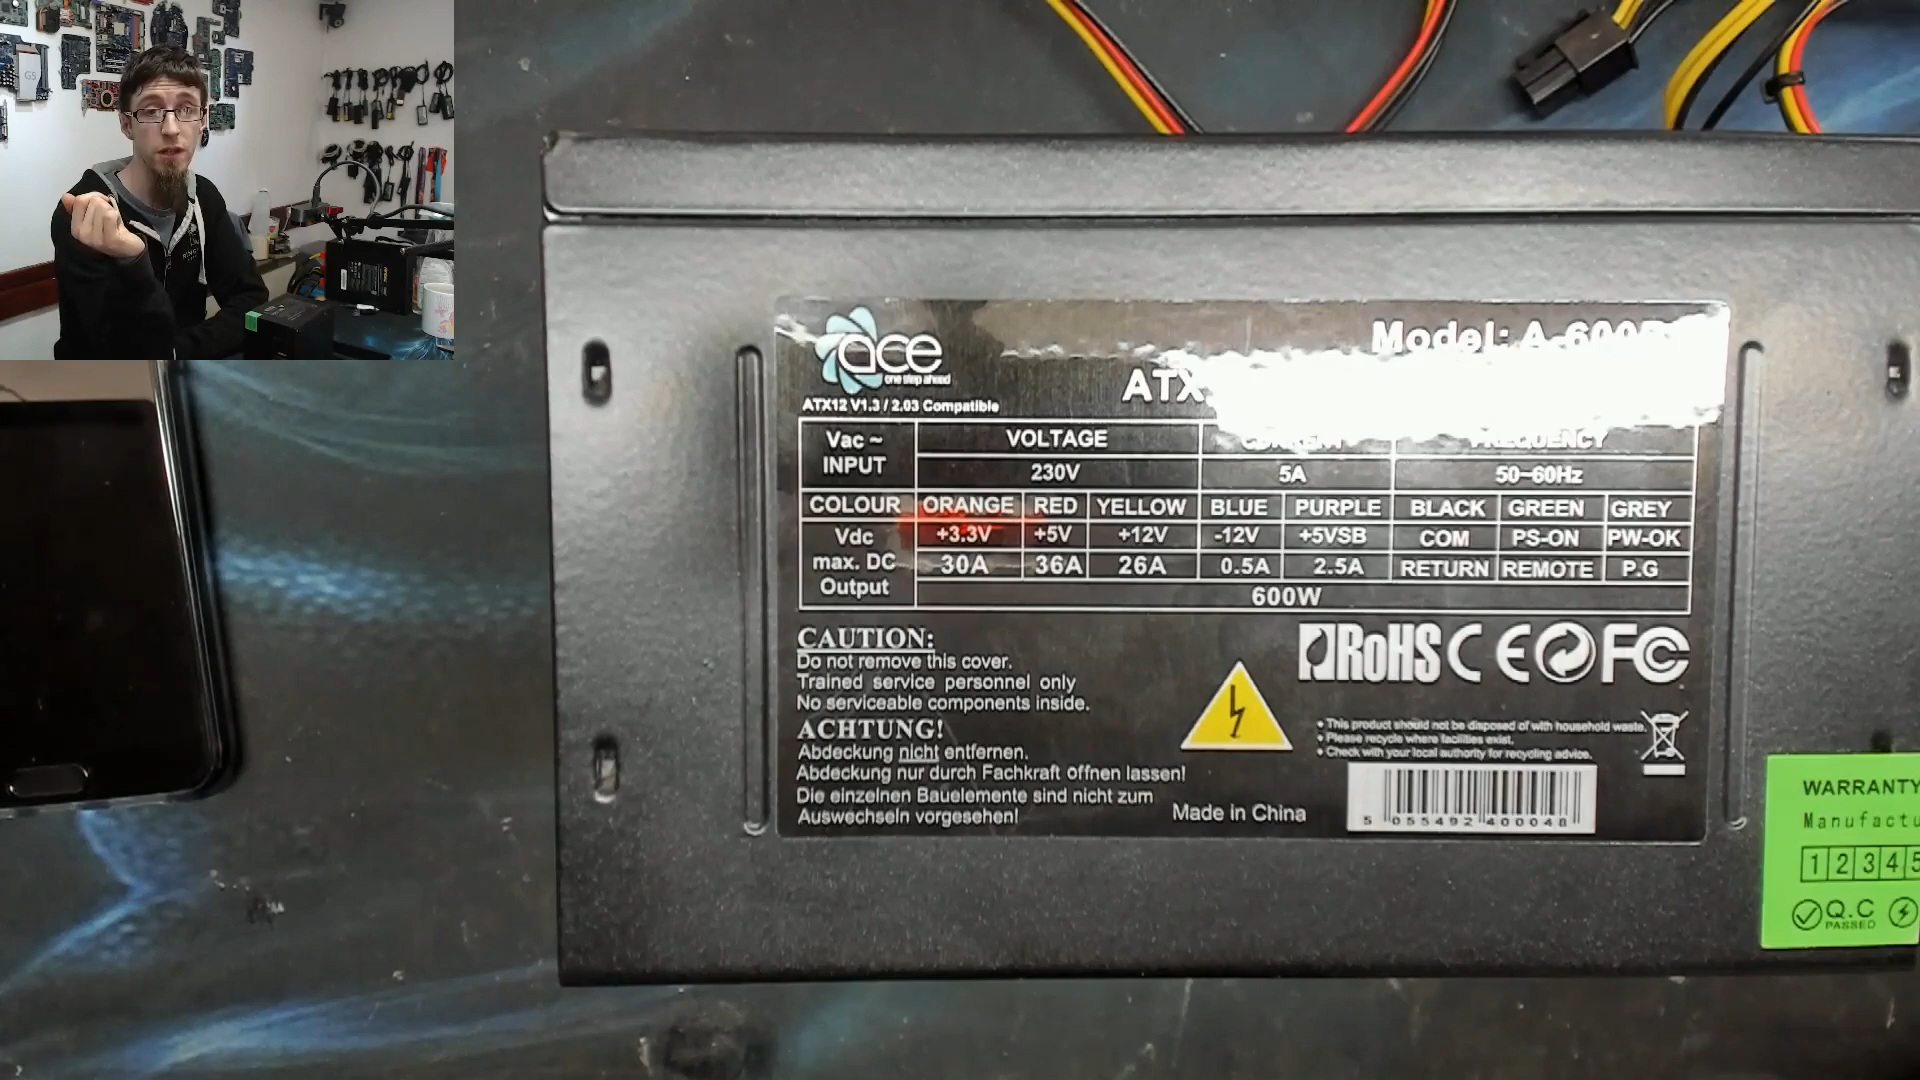 G5
ace
one step ahead
Model: A-600B
ATX
ATX12 V1.3 / 2.03 Compatible
Vac ~ INPUT VOLTAGE CURRENT FREQUENCY
230V 5A 50~60Hz
COLOUR ORANGE RED YELLOW BLUE PURPLE BLACK GREEN GREY
Vdc max. DC Output +3.3V +5V +12V -12V +5VSB COM PS-ON PW-OK
30A 36A 26A 0.5A 2.5A RETURN REMOTE P.G
600W
CAUTION:
Do not remove this cover.
Trained service personnel only
No serviceable components inside.
ACHTUNG!
Abdeckung nicht entfernen.
Abdeckung nur durch Fachkraft offnen lassen!
Die einzelnen Bauelemente sind nicht zum
Auswechseln vorgesehen!
RoHS CE FC
• This product should not be disposed of with household waste.
• Please recycle where facilities exist.
• Check with your local authority for recycling advice.
Made in China
5 055492 400048
WARRANTY
Manufactu
1 2 3 4 5
Q.C
PASSED